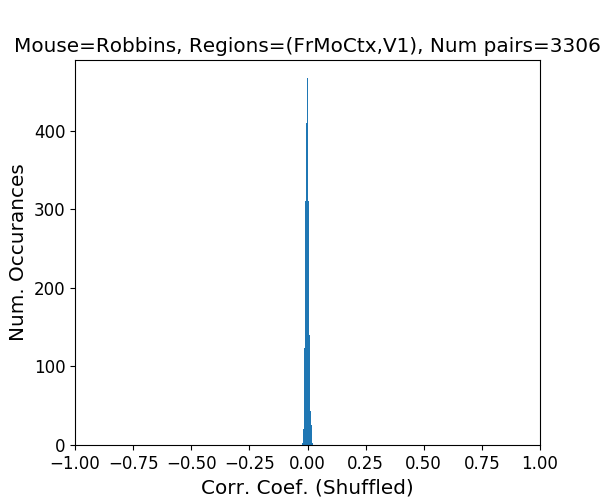 Mouse=Robbins, Regions=(FrMoCtx,V1), Num pairs=3306
Num. Occurances
400
300
200
100
0
−1.00 −0.75 −0.50 −0.25 0.00 0.25 0.50 0.75 1.00
Corr. Coef. (Shuffled)